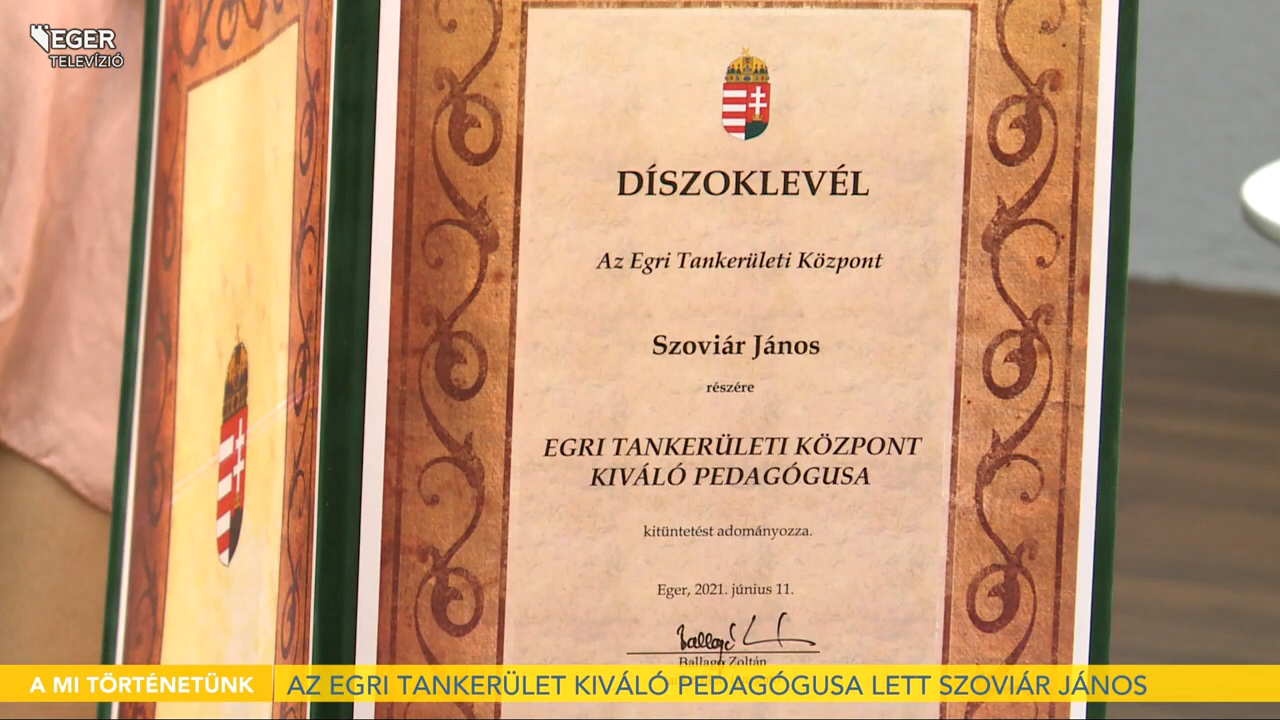 EGER
TELEVÍZIÓ
DÍSZOKLEVÉL
Az Egri Tankerületi Központ
Szoviár János
részére
EGRI TANKERÜLETI KÖZPONT
KIVÁLÓ PEDAGÓGUSA
kitüntetést adományozza.
Eger, 2021. június 11.
Ballagó Zoltán
A MI TÖRTÉNETÜNK
AZ EGRI TANKERÜLET KIVÁLÓ PEDAGÓGUSA LETT SZOVIÁR JÁNOS